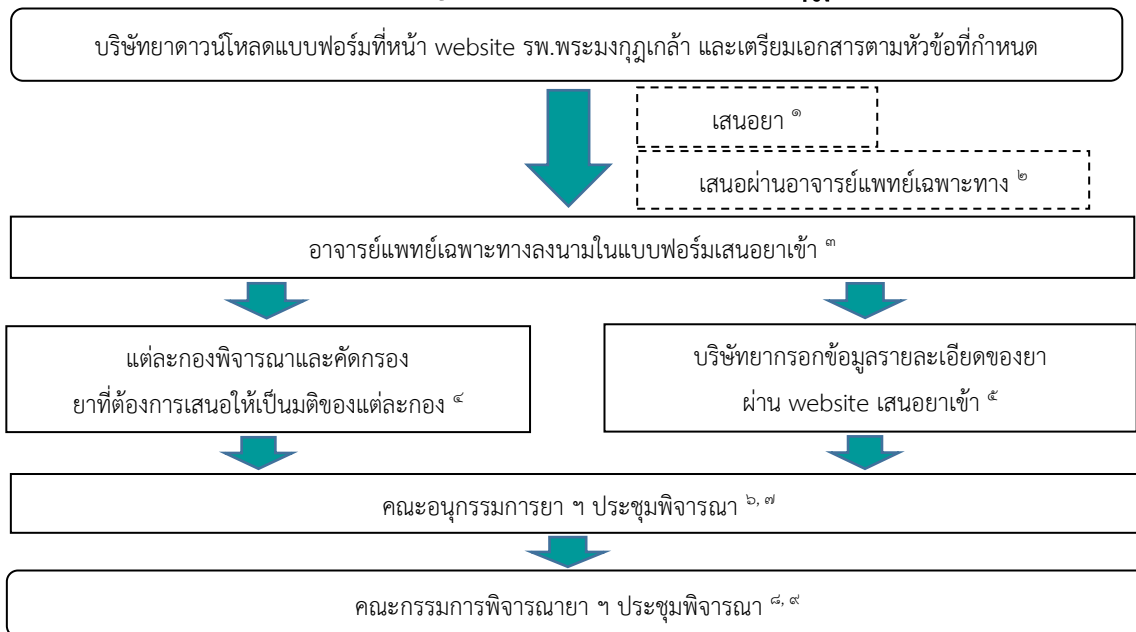 บริษัทยาดาวน์โหลดแบบฟอร์มที่หน้า website รพ.พระมงกุฎเกล้า และเตรียมเอกสารตามหัวข้อที่กำหนด
เสนอยา ๑
เสนอผ่านอาจารย์แพทย์เฉพาะทาง ๒
อาจารย์แพทย์เฉพาะทางลงนามในแบบฟอร์มเสนอยาเข้า ๓
แต่ละกองพิจารณาและคัดกรอง
ยาที่ต้องการเสนอให้เป็นมติของแต่ละกอง ๔
บริษัทยากรอกข้อมูลรายละเอียดของยา
ผ่าน website เสนอยาเข้า ๕
คณะอนุกรรมการยา ฯ ประชุมพิจารณา ๖, ๗
คณะกรรมการพิจารณายา ฯ ประชุมพิจารณา ๘, ๙